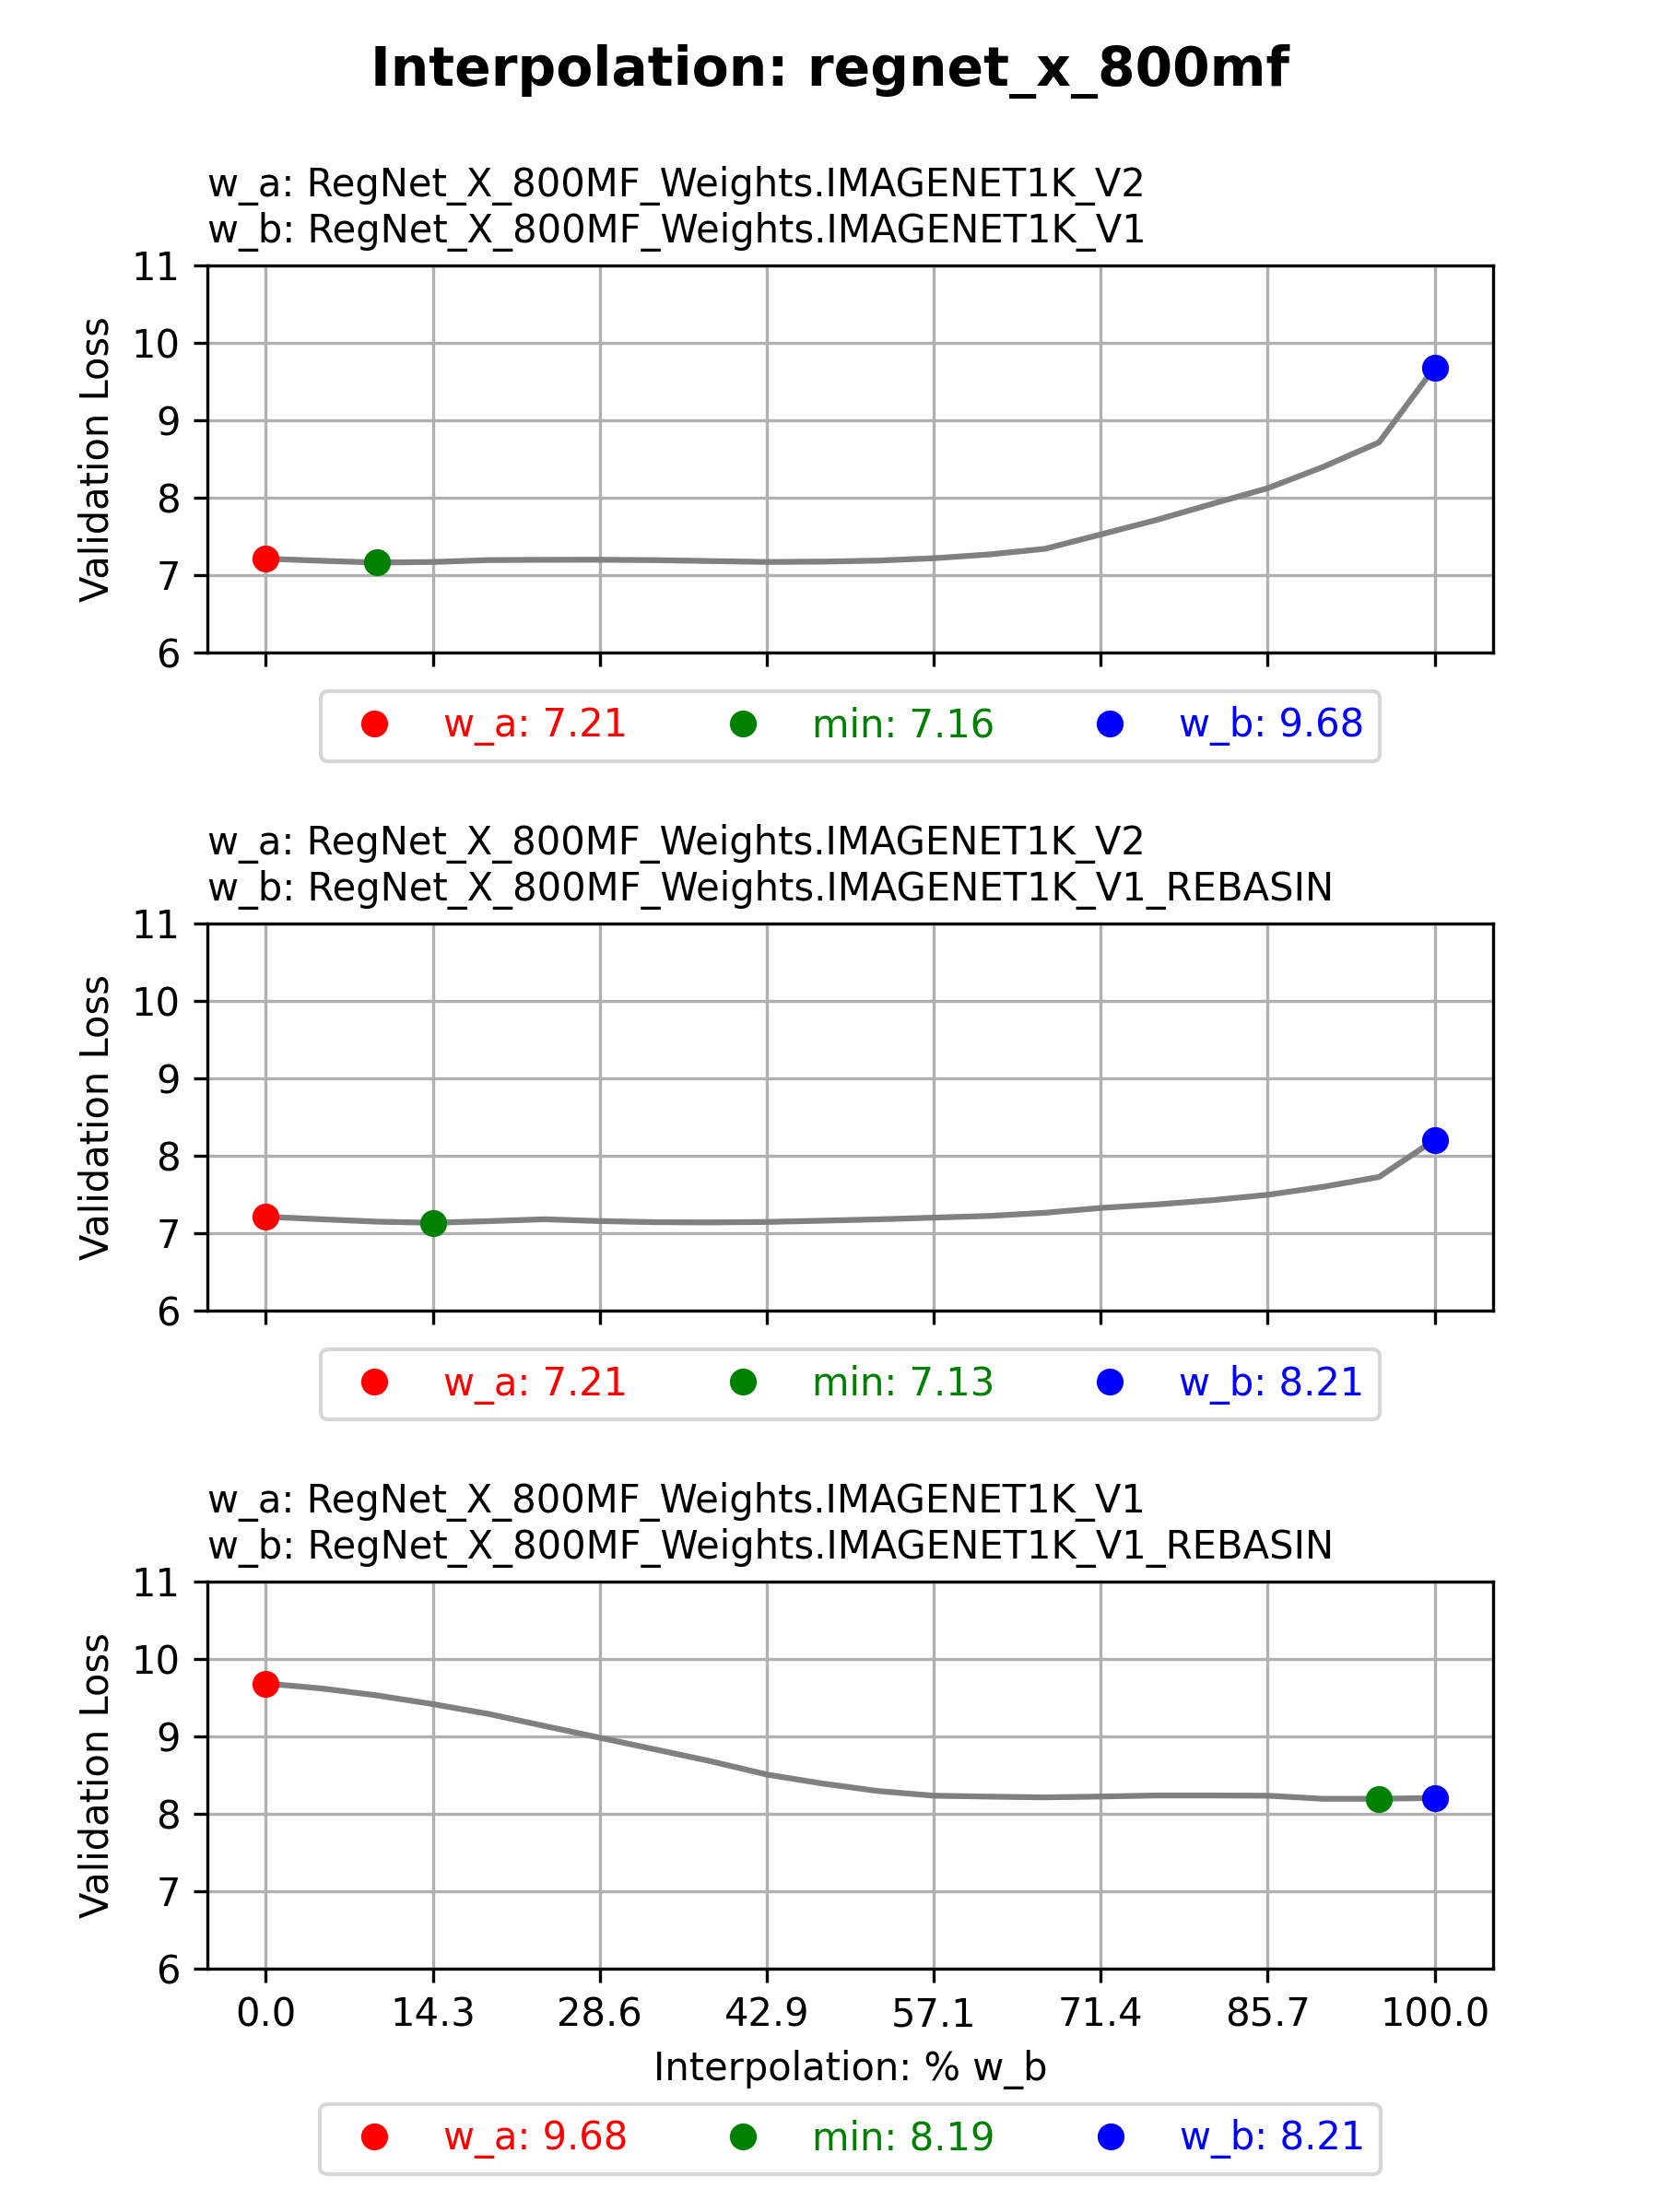 Interpolation: regnet_x_800mf
w_a: RegNet_X_800MF_Weights.IMAGENET1K_V2
w_b: RegNet_X_800MF_Weights.IMAGENET1K_V1
11
10
9
8
7
6
Validation Loss
w_a: 7.21 min: 7.16 w_b: 9.68
w_a: RegNet_X_800MF_Weights.IMAGENET1K_V2
w_b: RegNet_X_800MF_Weights.IMAGENET1K_V1_REBASIN
11
10
9
8
7
6
Validation Loss
w_a: 7.21 min: 7.13 w_b: 8.21
w_a: RegNet_X_800MF_Weights.IMAGENET1K_V1
w_b: RegNet_X_800MF_Weights.IMAGENET1K_V1_REBASIN
11
10
9
8
7
6
Validation Loss
0.0 14.3 28.6 42.9 57.1 71.4 85.7 100.0
Interpolation: % w_b
w_a: 9.68 min: 8.19 w_b: 8.21